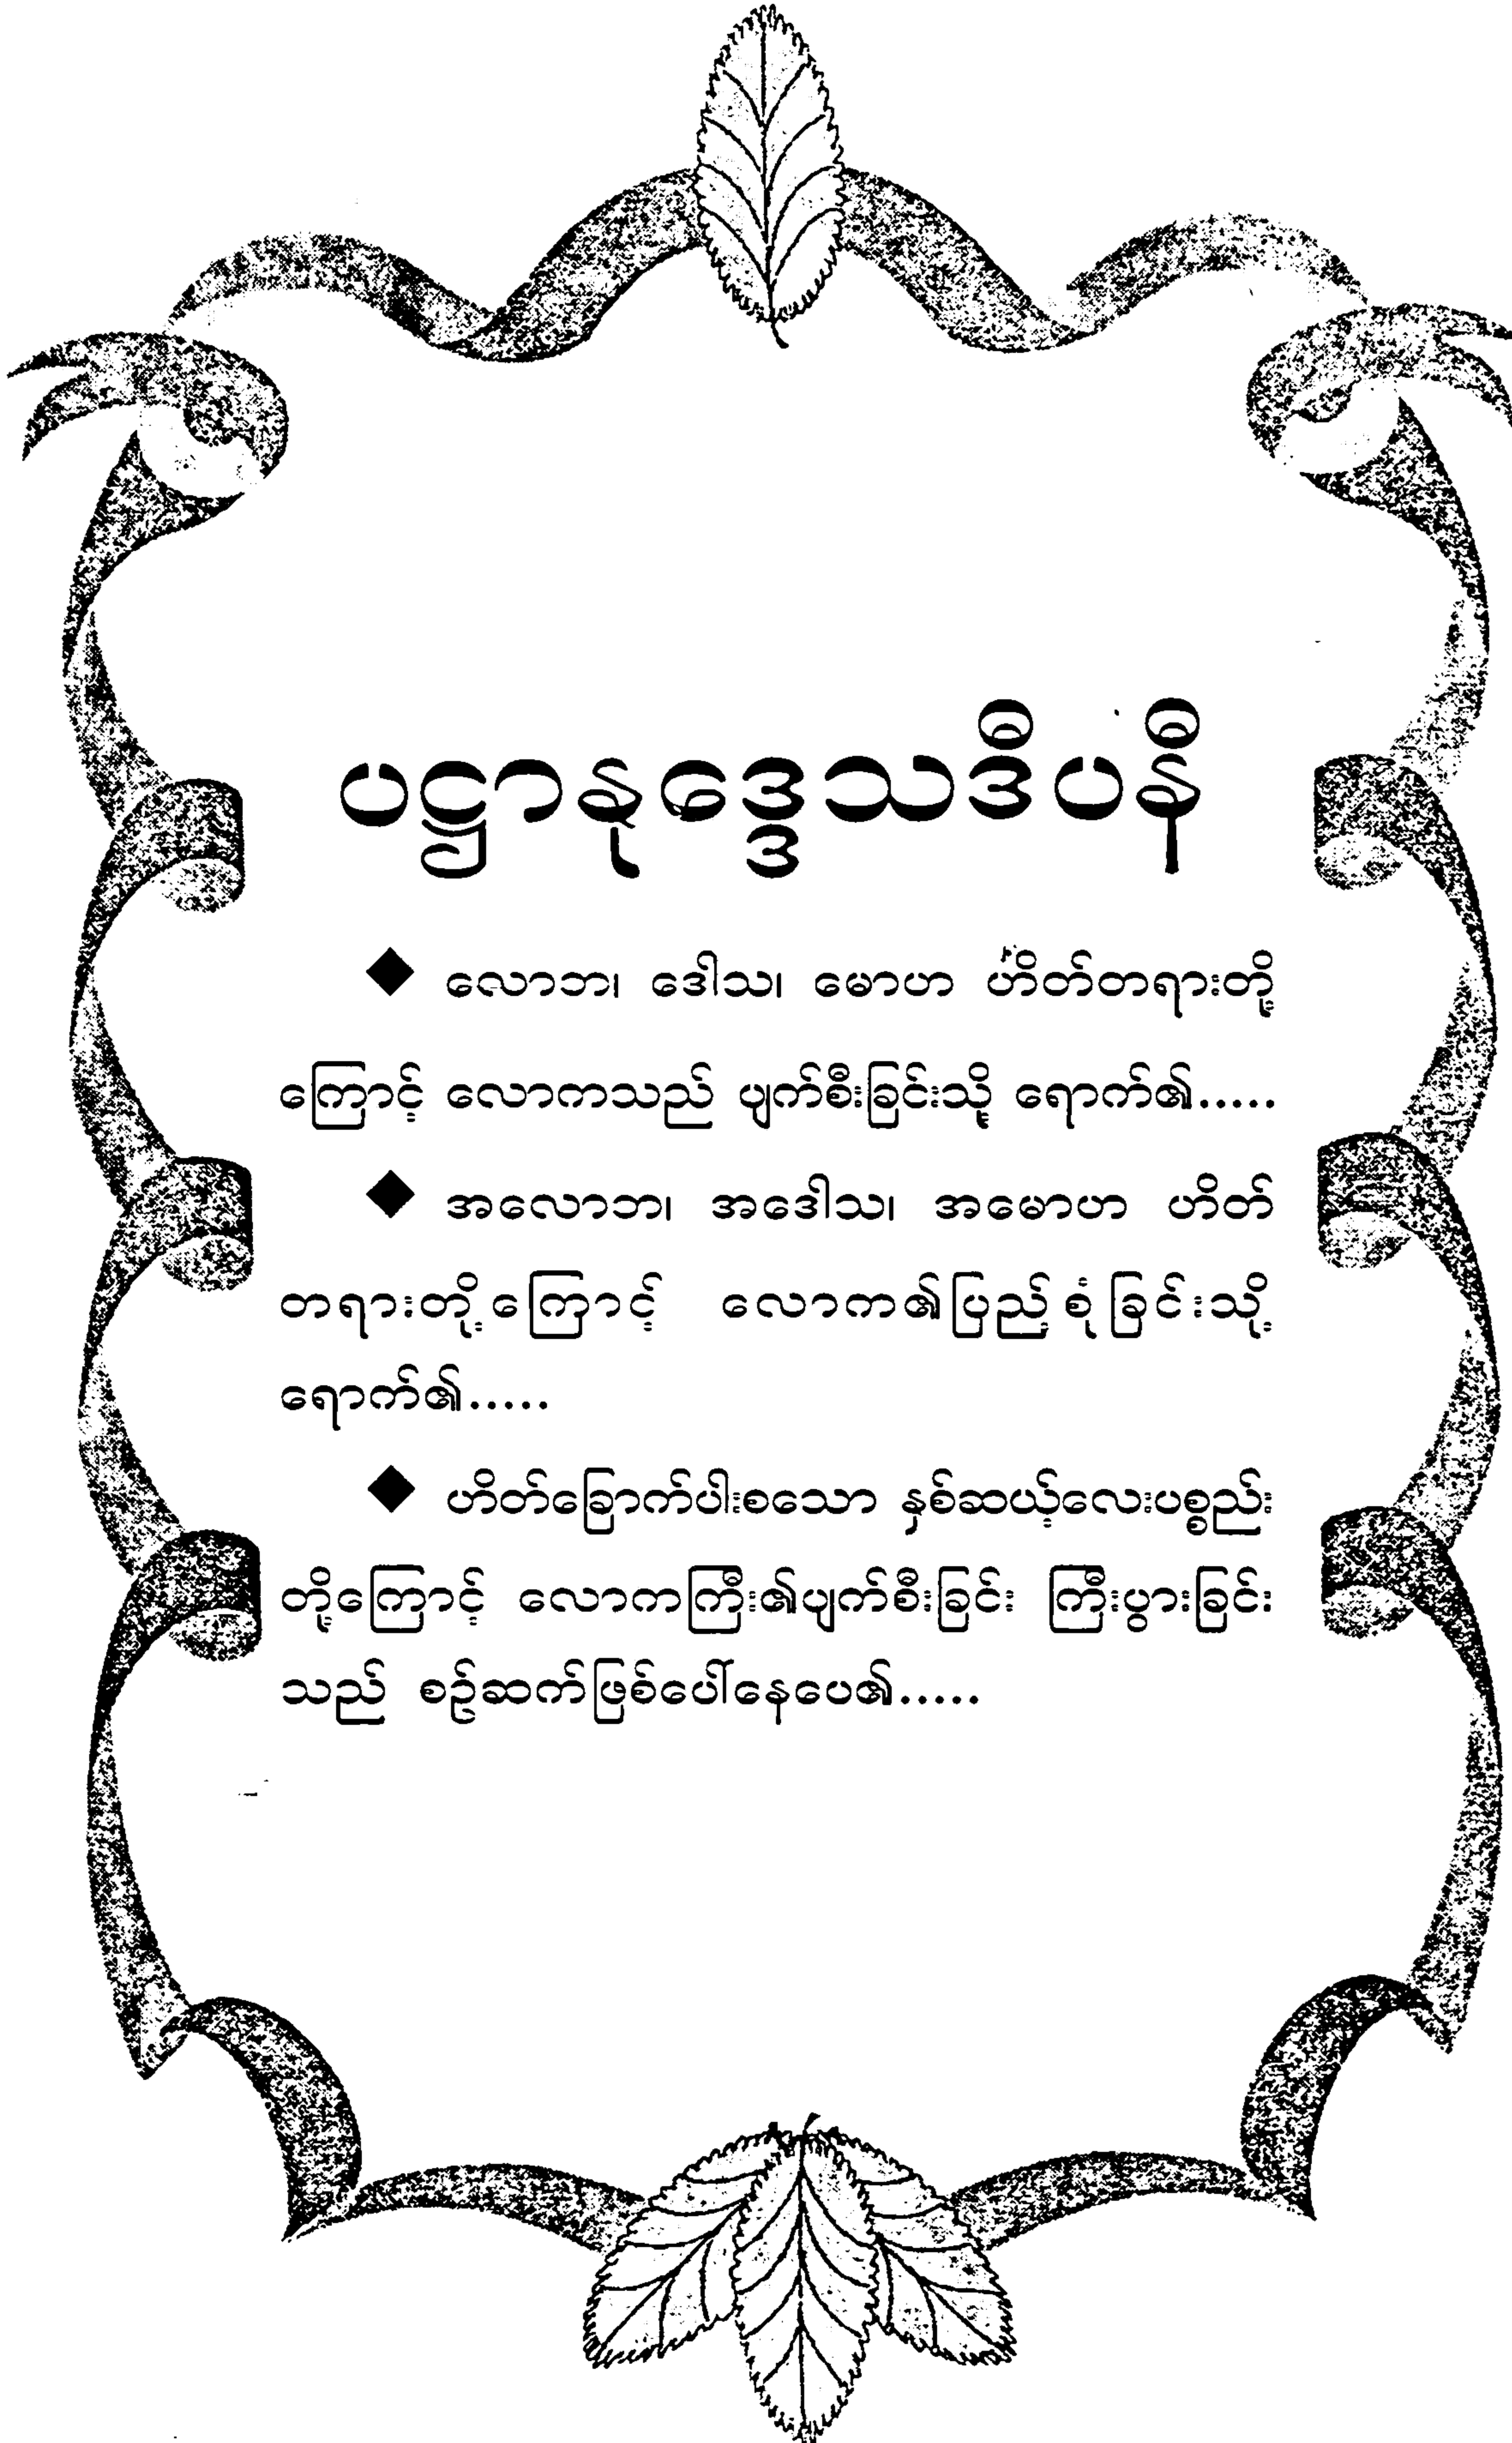 ပဋ္ဌာနုဒ္ဒေသဒီပနီ
◆ လောဘ၊ ဒေါသ၊ မောဟ ဟိတ်တရားတို့
ကြောင့် လောကသည် ပျက်စီးခြင်းသို့ ရောက်၏.....
◆ အလောဘ၊ အဒေါသ၊ အမောဟ ဟိတ်
တရားတို့ကြောင့် လောက၏ပြည့်စုံခြင်းသို့
ရောက်၏.....
◆ ဟိတ်ခြောက်ပါးစသော နှစ်ဆယ့်လေးပစ္စည်း
တို့ကြောင့် လောကကြီး၏ပျက်စီးခြင်း ကြီးပွားခြင်း
သည် စဉ်ဆက်ဖြစ်ပေါ်နေပေ၏.....